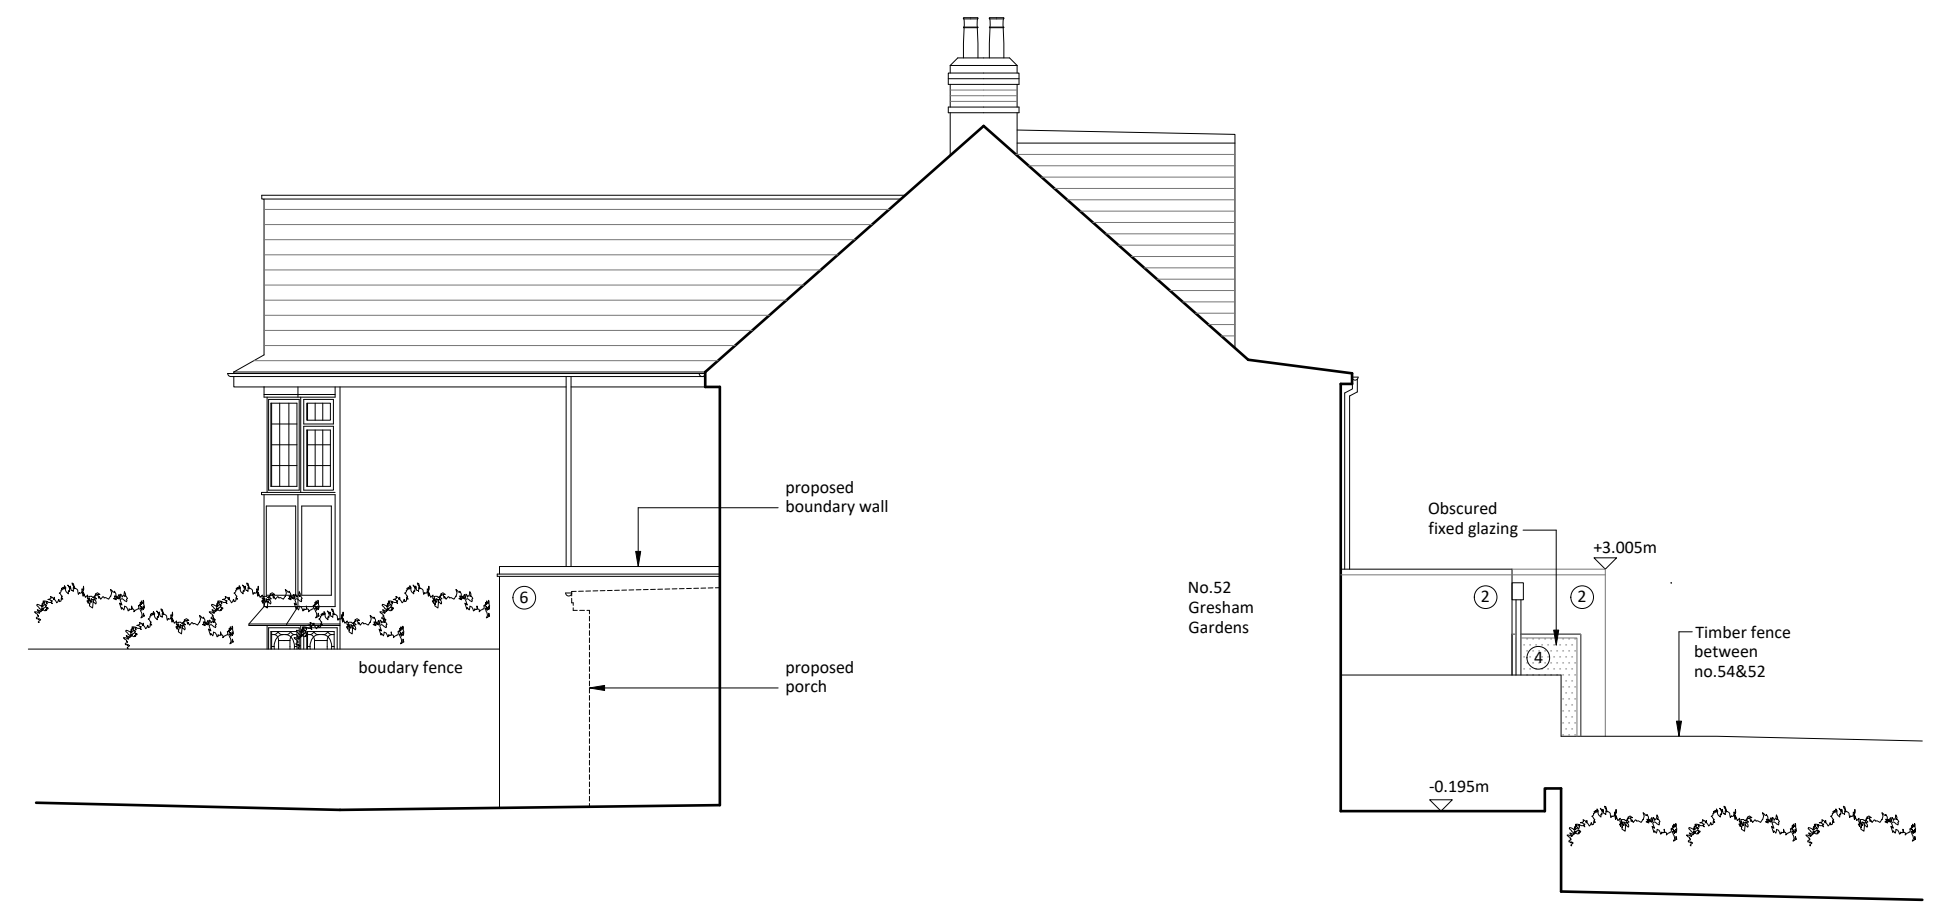 proposed
boundary wall
6
boudary fence
proposed
porch
No.52
Gresham
Gardens
Obscured
fixed glazing
+3.005m
2
2
4
Timber fence
between
no.54&52
-0.195m